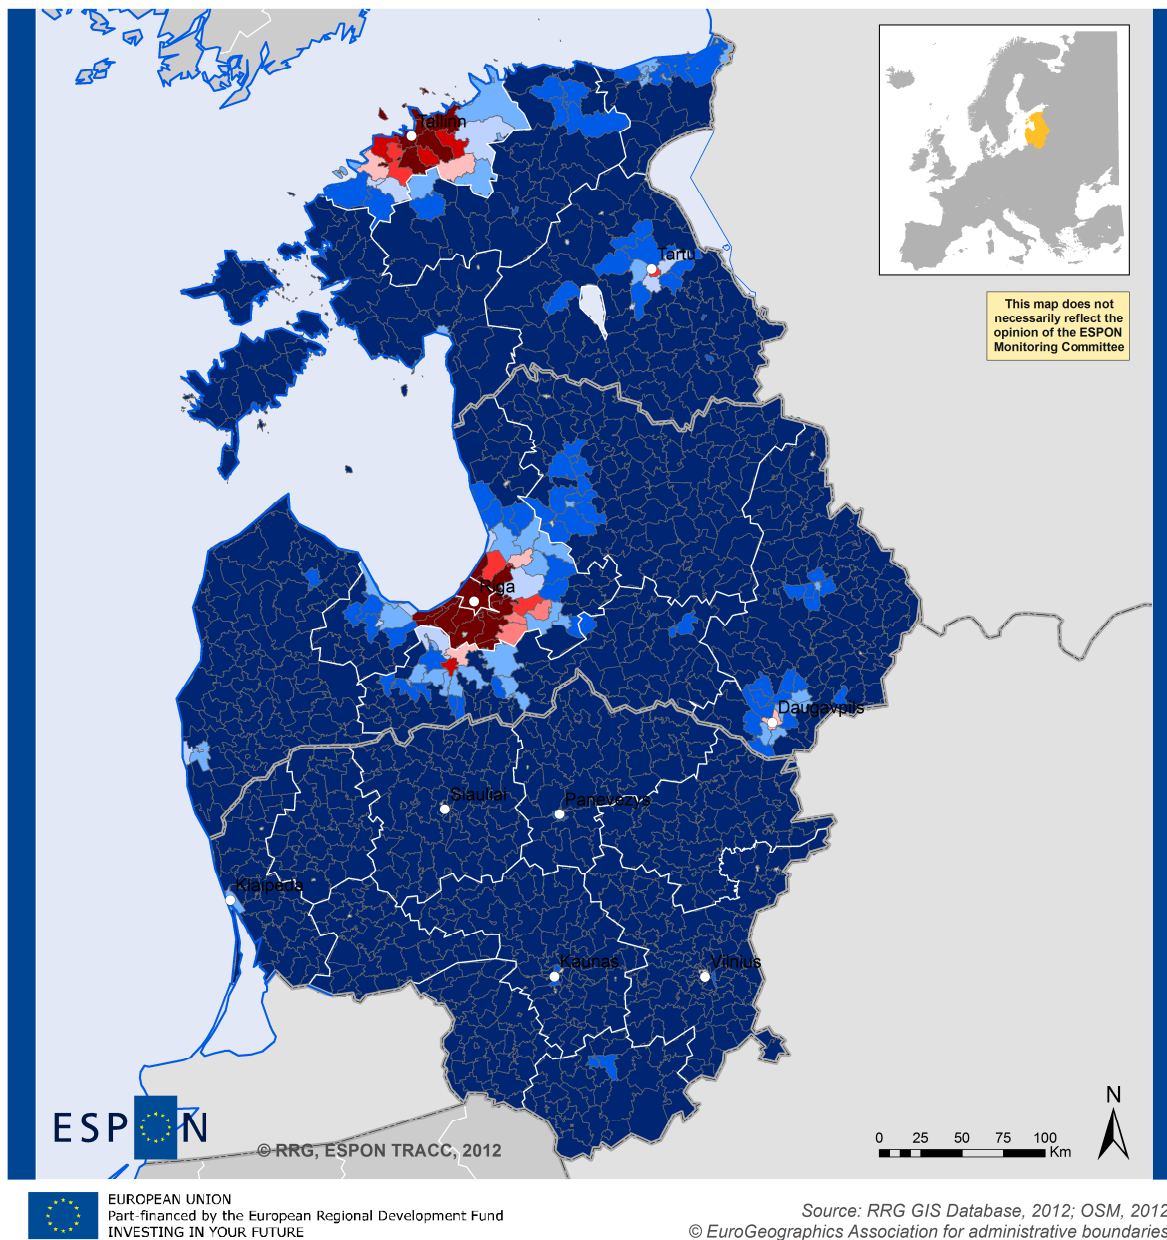 Tallinn
Tartu
This map does not
necessarily reflect the
opinion of the ESPON
Monitoring Committee
Riga
Daugavpils
Siauliai
Panevezys
Klaipeda
Kaunas
Vilnius
ESPON
© RRG, ESPON TRACC, 2012
N
0 25 50 75 100
Km
EUROPEAN UNION
Part-financed by the European Regional Development Fund
INVESTING IN YOUR FUTURE
Source: RRG GIS Database, 2012; OSM, 2012
© EuroGeographics Association for administrative boundaries